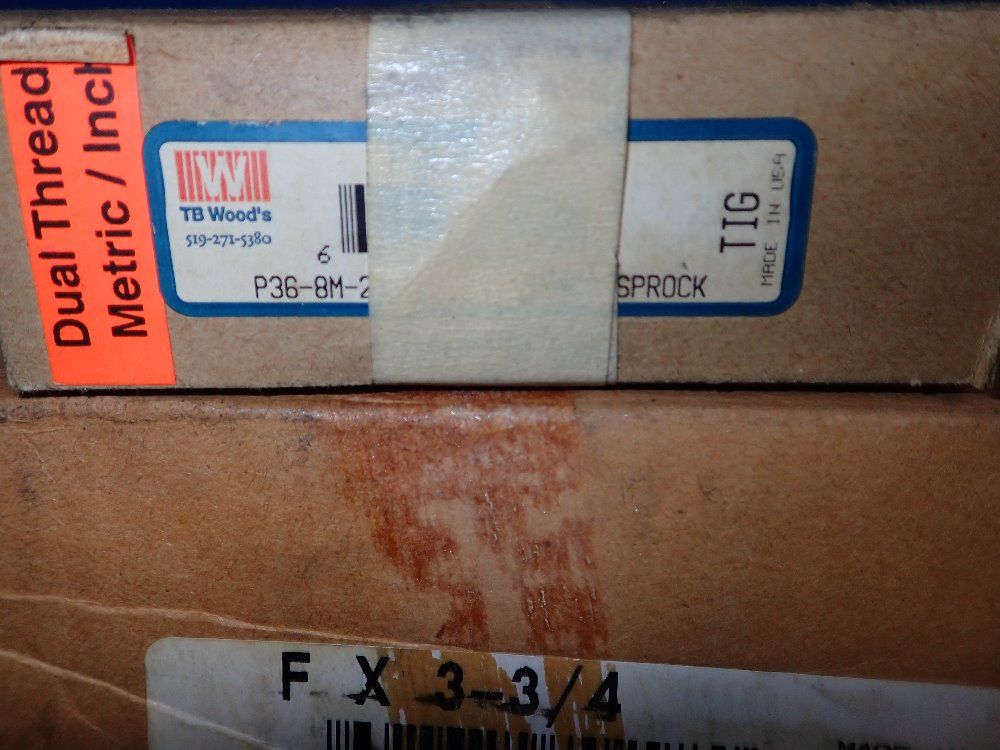 Dual Thread
Metric / Inch
W
TB Wood's
519-271-5380
6
P36-8M-2
SPROCK
TIG
MADE IN USA
F X 3-3/4